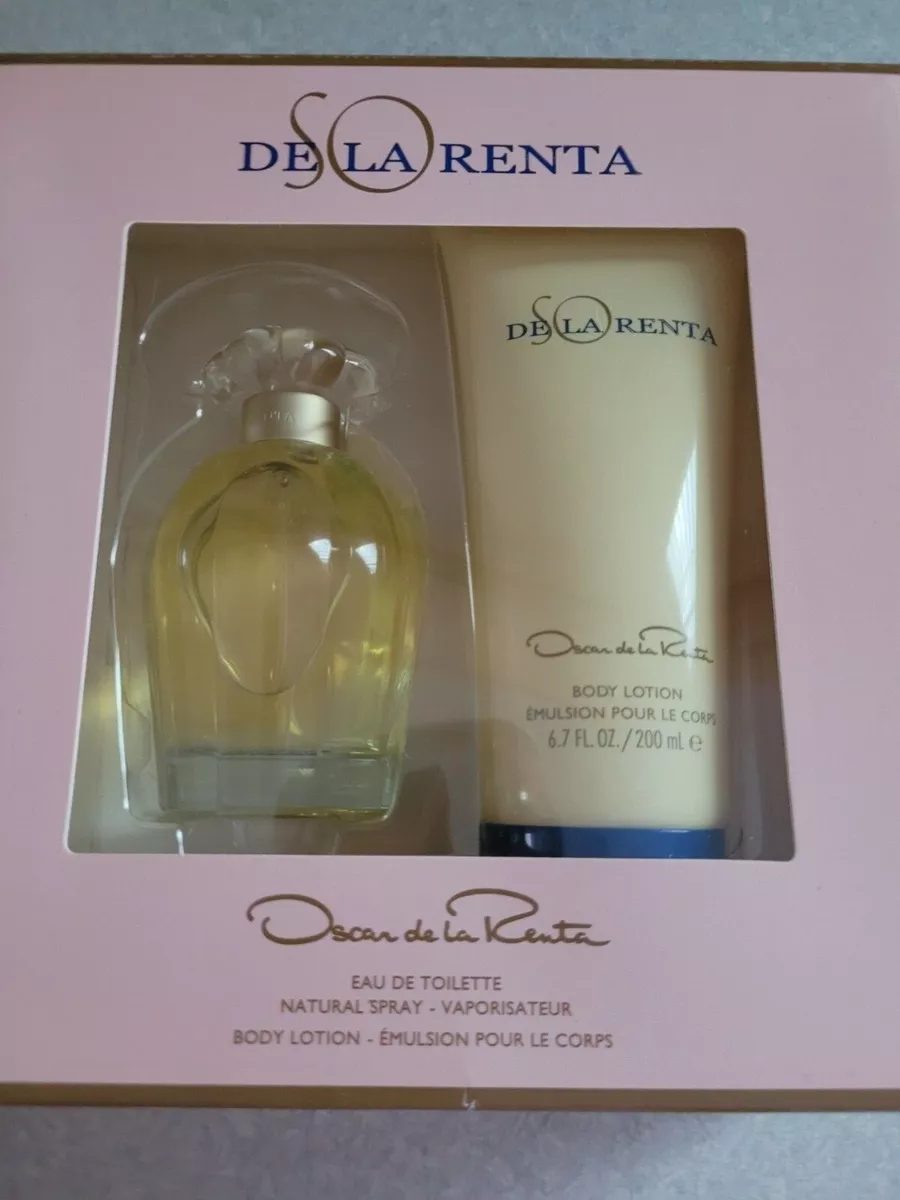 SO
DE LA RENTA
SO
DE LA RENTA
Oscar de la Renta
BODY LOTION
ÉMULSION POUR LE CORPS
6.7 FL. OZ. / 200 mL e
Oscar de la Renta
EAU DE TOILETTE
NATURAL SPRAY - VAPORISATEUR
BODY LOTION - ÉMULSION POUR LE CORPS